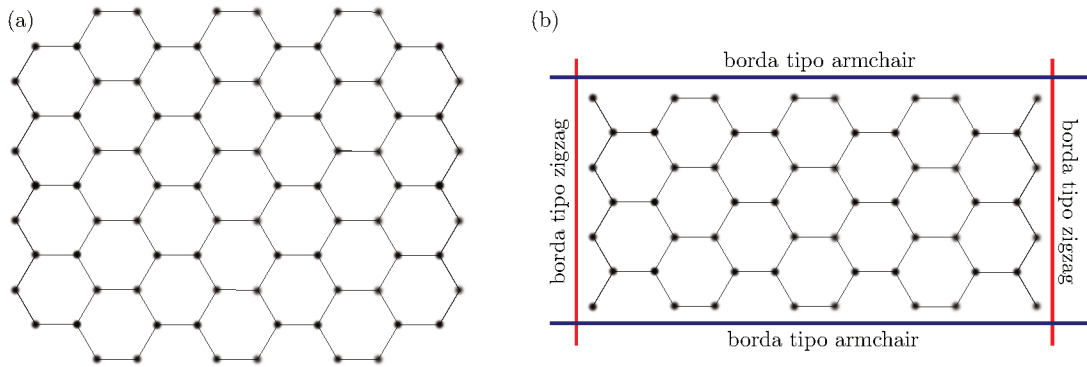 (a)
(b)
borda tipo armchair
borda tipo zigzag
borda tipo zigzag
borda tipo armchair